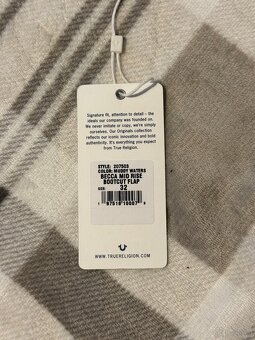 Signature fit, attention to detail - the
ideals our company was founded on.
We never imitate or copy, we're simply
ourselves. Our Originals collection
reflects our iconic innovation and bold
authenticity. It's everything you expect
from True Religion.
STYLE: 207503
COLOR: MUDDY WATERS
BECCA MID RISE
BOOTCUT FLAP
SIZE: 32
WWW.TRUERELIGION.COM